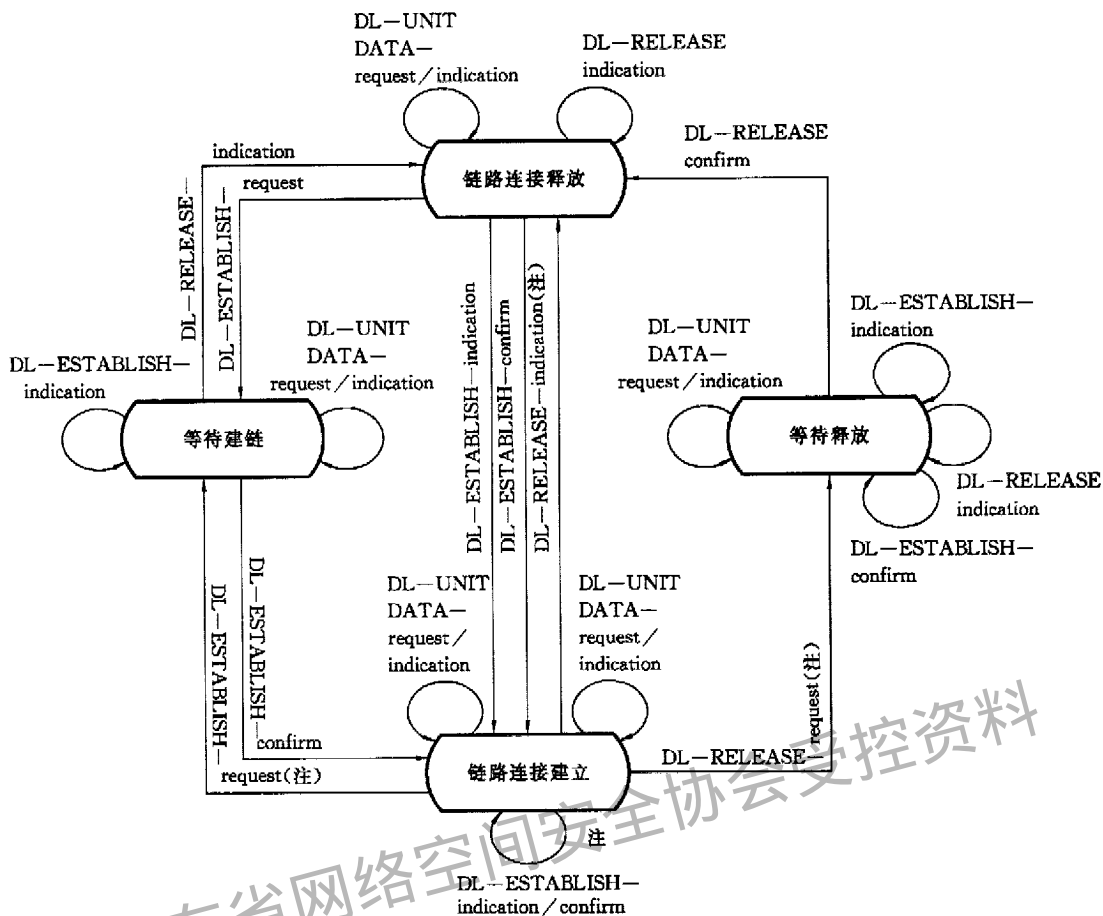 DL-UNIT
DATA-
request/indication
DL-RELEASE
indication
DL-RELEASE
confirm
indication
request
链路连接释放
DL-RELEASE-
DL-ESTABLISH-
DL-ESTABLISH-indication
DL-ESTABLISH-confirm
DL-RELEASE-indication(注)
DL-ESTABLISH-
indication
DL-UNIT
DATA-
request/indication
等待建链
DL-UNIT
DATA-
request/indication
DL-ESTABLISH-
indication
等待释放
DL-RELEASE
indication
DL-ESTABLISH-
confirm
DL-ESTABLISH-
DL-ESTABLISH-
confirm
request(注)
DL-UNIT
DATA-
request/
indication
DL-UNIT
DATA-
request/
indication
链路连接建立
DL-RELEASE-
request(注)
注
DL-ESTABLISH-
indication/confirm
省网络空间安全协会受控资料